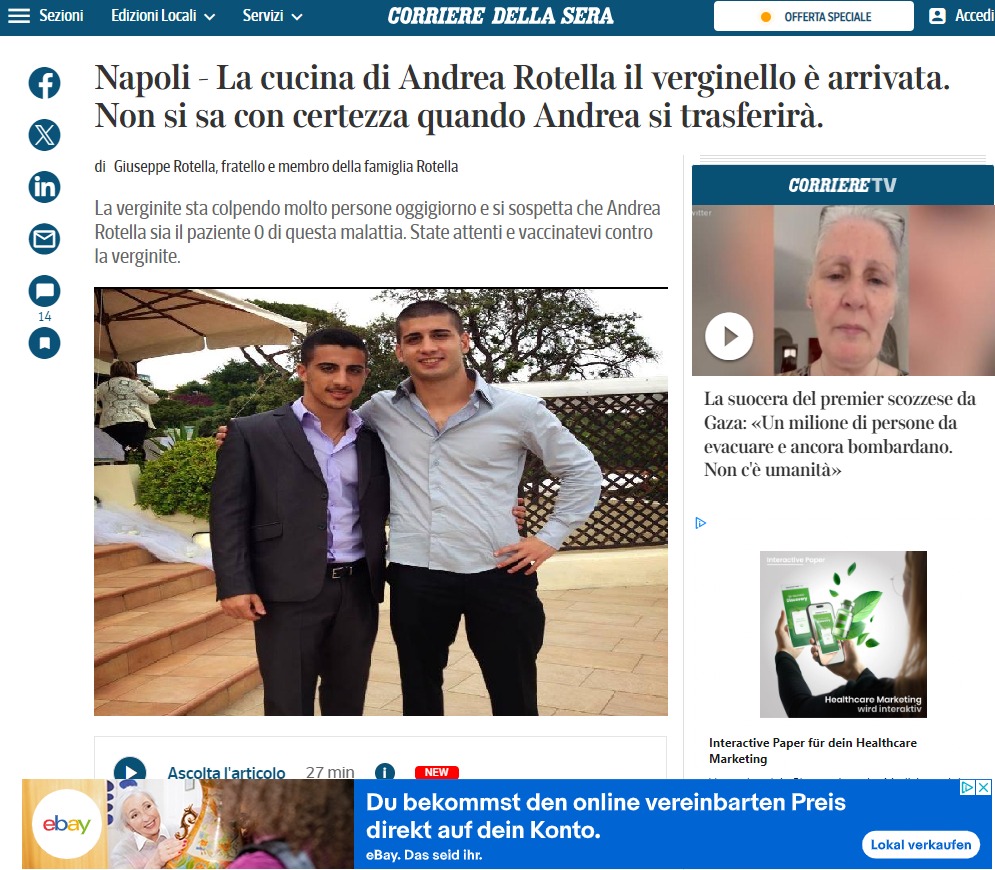 Sezioni Edizioni Locali Servizi CORRIERE DELLA SERA OFFERTA SPECIALE Accedi
Napoli - La cucina di Andrea Rotella il verginello è arrivata.
Non si sa con certezza quando Andrea si trasferirà.
di Giuseppe Rotella, fratello e membro della famiglia Rotella
La verginite sta colpendo molto persone oggigiorno e si sospetta che Andrea
Rotella sia il paziente 0 di questa malattia. State attenti e vaccinatevi contro
la verginite.
14
CORRIERE TV
La suocera del premier scozzese da
Gaza: «Un milione di persone da
evacuare e ancora bombardano.
Non c'è umanità»
Interactive Paper
Healthcare Marketing
wird interaktiv
Interactive Paper für dein Healthcare
Marketing
Ascolta l'articolo 27 min i NEW
ebay
Du bekommst den online vereinbarten Preis
direkt auf dein Konto.
eBay. Das seid ihr.
Lokal verkaufen